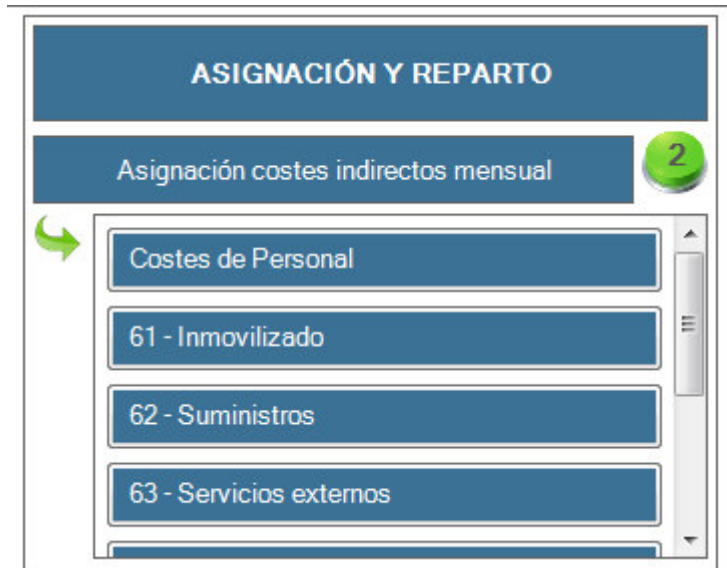 ASIGNACIÓN Y REPARTO
Asignación costes indirectos mensual
2
Costes de Personal
61 - Inmovilizado
62 - Suministros
63 - Servicios externos